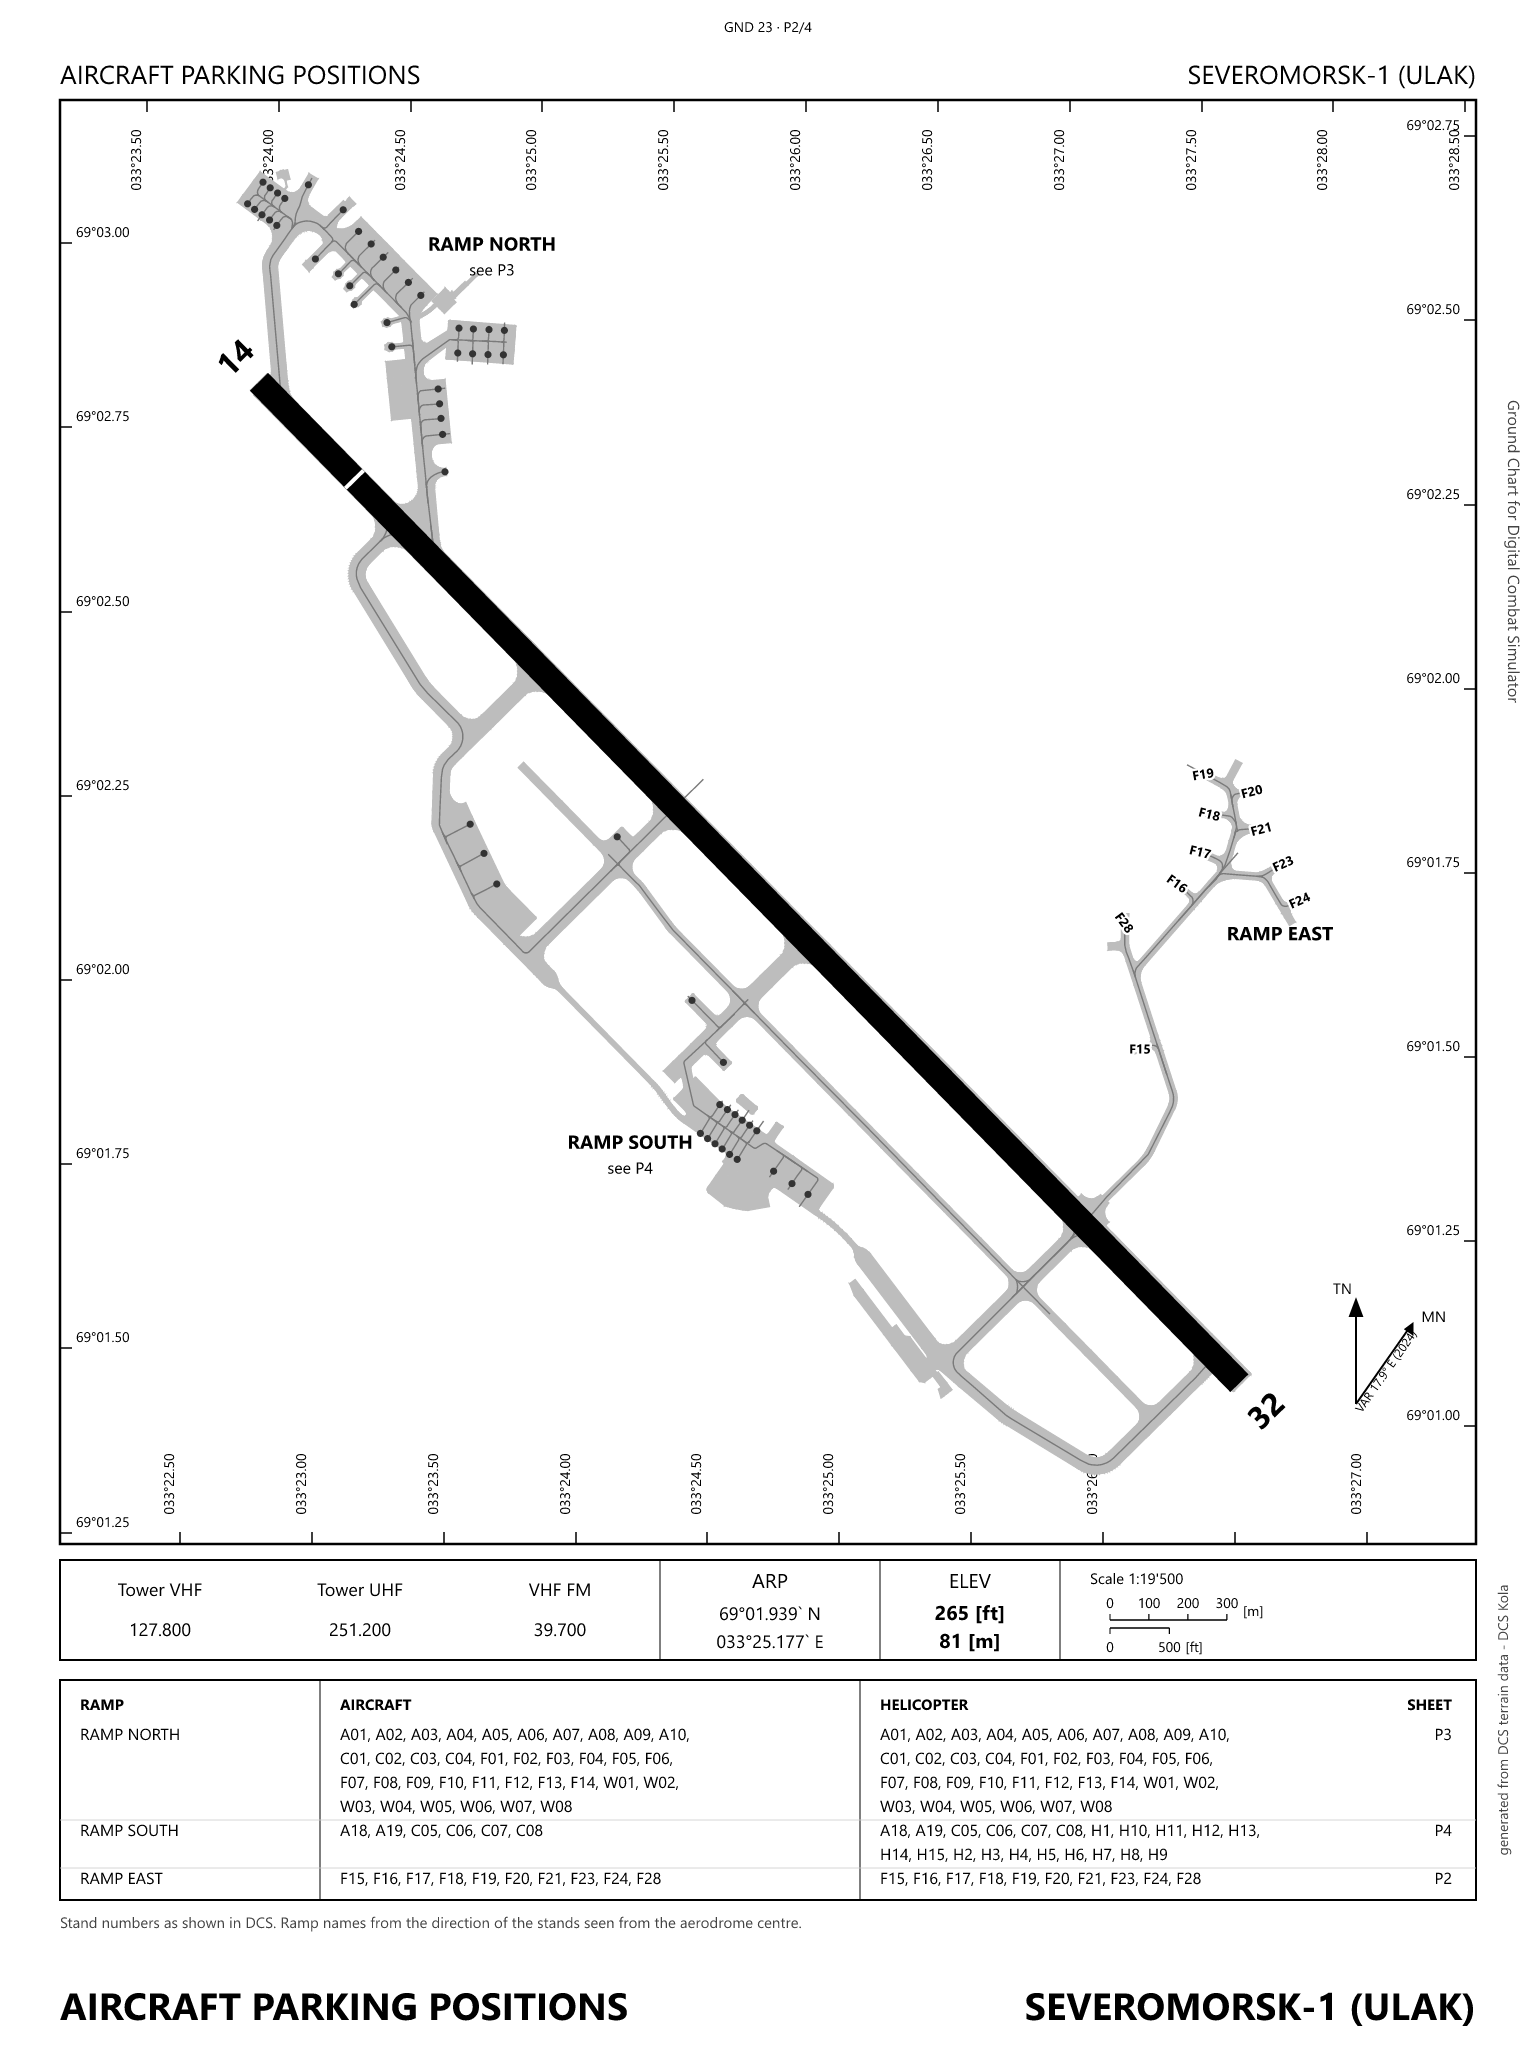 GND 23 · P2/4
AIRCRAFT PARKING POSITIONS
SEVEROMORSK-1 (ULAK)
033°23.50
033°24.00
033°24.50
033°25.00
033°25.50
033°26.00
033°26.50
033°27.00
033°27.50
033°28.00
033°28.50
69°02.75
69°03.00
69°02.50
69°02.75
69°02.25
69°02.50
69°02.00
69°02.25
69°01.75
69°02.00
69°01.50
69°01.75
69°01.25
69°01.50
69°01.00
69°01.25
RAMP NORTH
see P3
14
F19
F20
F18
F21
F17
F23
F16
F24
F28
RAMP EAST
F15
RAMP SOUTH
see P4
TN
MN
VAR 17.9° E (2024)
32
033°22.50
033°23.00
033°23.50
033°24.00
033°24.50
033°25.00
033°25.50
033°27.00
Ground Chart for Digital Combat Simulator
Tower VHF
127.800
Tower UHF
251.200
VHF FM
39.700
ARP
69°01.939` N
033°25.177` E
ELEV
265 [ft]
81 [m]
Scale 1:19'500
0 100 200 300 [m]
0 500 [ft]
generated from DCS terrain data - DCS Kola
RAMP AIRCRAFT HELICOPTER SHEET
RAMP NORTH
A01, A02, A03, A04, A05, A06, A07, A08, A09, A10,
C01, C02, C03, C04, F01, F02, F03, F04, F05, F06,
F07, F08, F09, F10, F11, F12, F13, F14, W01, W02,
W03, W04, W05, W06, W07, W08
A01, A02, A03, A04, A05, A06, A07, A08, A09, A10,
C01, C02, C03, C04, F01, F02, F03, F04, F05, F06,
F07, F08, F09, F10, F11, F12, F13, F14, W01, W02,
W03, W04, W05, W06, W07, W08
P3
RAMP SOUTH
A18, A19, C05, C06, C07, C08
A18, A19, C05, C06, C07, C08, H1, H10, H11, H12, H13,
H14, H15, H2, H3, H4, H5, H6, H7, H8, H9
P4
RAMP EAST
F15, F16, F17, F18, F19, F20, F21, F23, F24, F28
F15, F16, F17, F18, F19, F20, F21, F23, F24, F28
P2
Stand numbers as shown in DCS. Ramp names from the direction of the stands seen from the aerodrome centre.
AIRCRAFT PARKING POSITIONS
SEVEROMORSK-1 (ULAK)